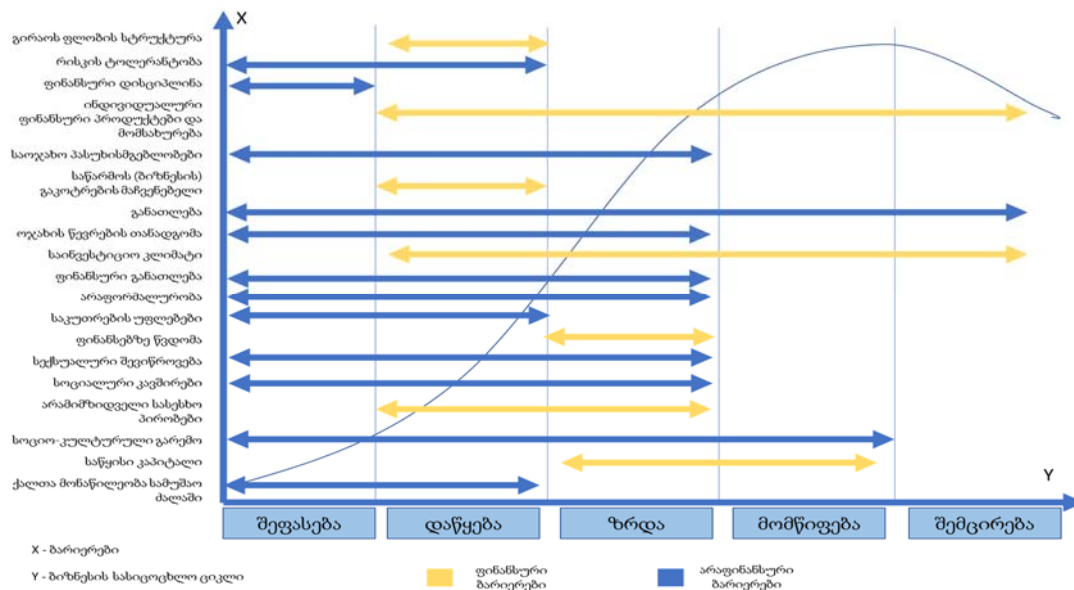 X
გირაოს ფლობის სტრუქტურა
რისკის ტოლერანტობა
ფინანსური დისციპლინა
ინდივიდუალური
ფინანსური პროდუქტები და
მომსახურება
საოჯახო პასუხისმგებლობები
საწარმოს (ბიზნესის)
გაკოტრების მაჩვენებელი
განათლება
ოჯახის წევრების თანადგომა
საინვესტიციო კლიმატი
ფინანსური განათლება
არაფორმალურობა
საკუთრების უფლებები
ფინანსებზე წვდომა
სექსუალური შევიწროვება
სოციალური კავშირები
არამიმზიდველი სასესხო
პირობები
სოციო-კულტურული გარემო
საწყისი კაპიტალი
ქალთა მონაწილეობა სამუშაო
ძალაში
Y
შეფასება
დაწყება
ზრდა
მომწიფება
შემცირება
X - ბარიერები
Y - ბიზნესის სასიცოცხლო ციკლი
ფინანსური
ბარიერები
არაფინანსური
ბარიერები